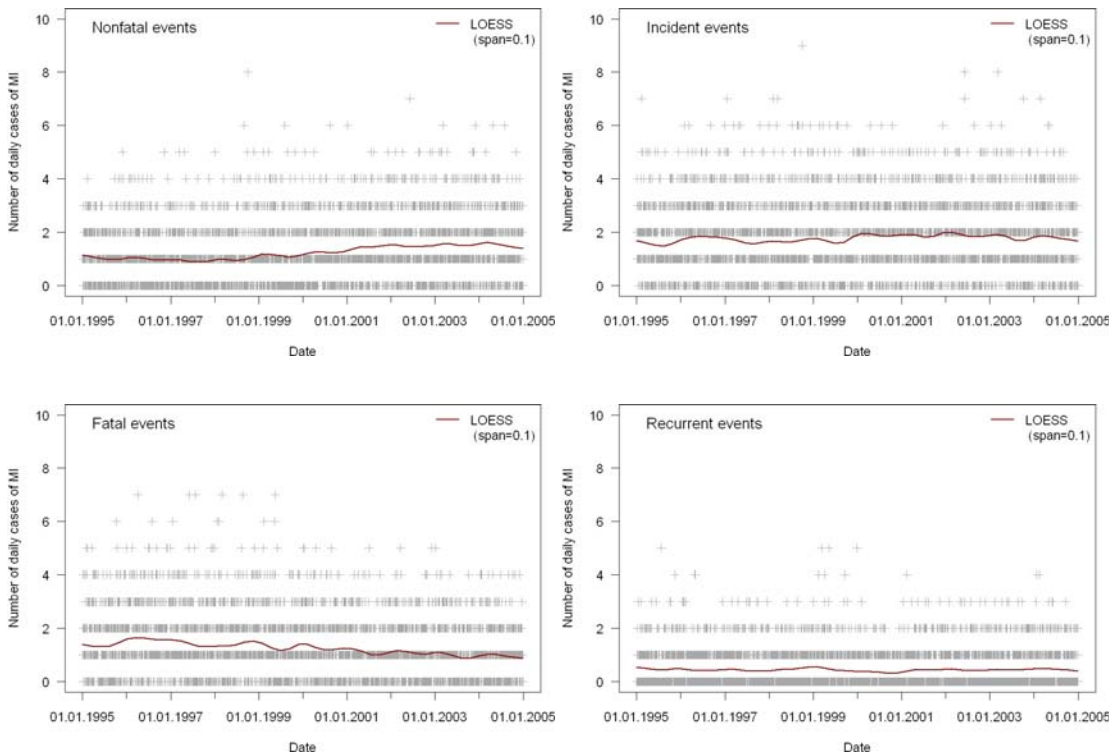 Nonfatal events
LOESS
(span=0.1)
Number of daily cases of MI
10
8
6
4
2
0
01.01.1995 01.01.1997 01.01.1999 01.01.2001 01.01.2003 01.01.2005
Date
Incident events
LOESS
(span=0.1)
Number of daily cases of MI
10
8
6
4
2
0
01.01.1995 01.01.1997 01.01.1999 01.01.2001 01.01.2003 01.01.2005
Date
Fatal events
LOESS
(span=0.1)
Number of daily cases of MI
10
8
6
4
2
0
01.01.1995 01.01.1997 01.01.1999 01.01.2001 01.01.2003 01.01.2005
Date
Recurrent events
LOESS
(span=0.1)
Number of daily cases of MI
10
8
6
4
2
0
01.01.1995 01.01.1997 01.01.1999 01.01.2001 01.01.2003 01.01.2005
Date